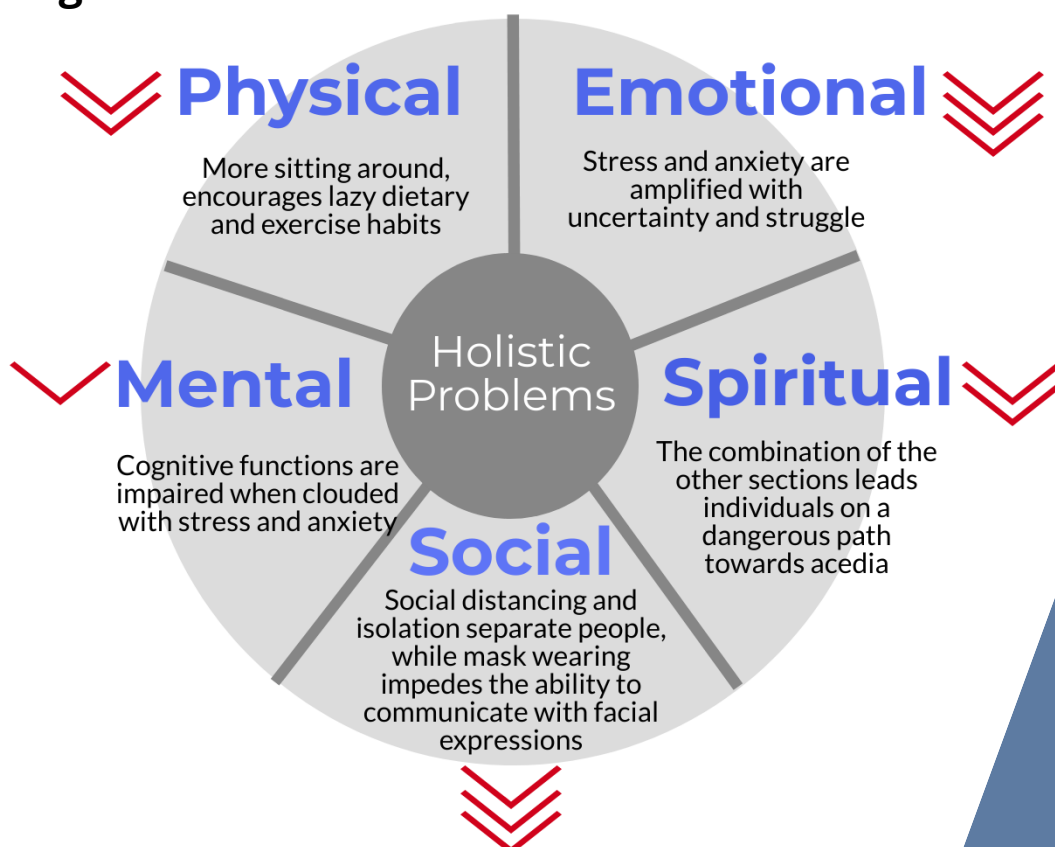 g
Physical
More sitting around,
encourages lazy dietary
and exercise habits
Emotional
Stress and anxiety are
amplified with
uncertainty and struggle
Holistic
Problems
Mental
Cognitive functions are
impaired when clouded
with stress and anxiety
Spiritual
The combination of the
other sections leads
individuals on a
dangerous path
towards acedia
Social
Social distancing and
isolation separate people,
while mask wearing
impedes the ability to
communicate with facial
expressions